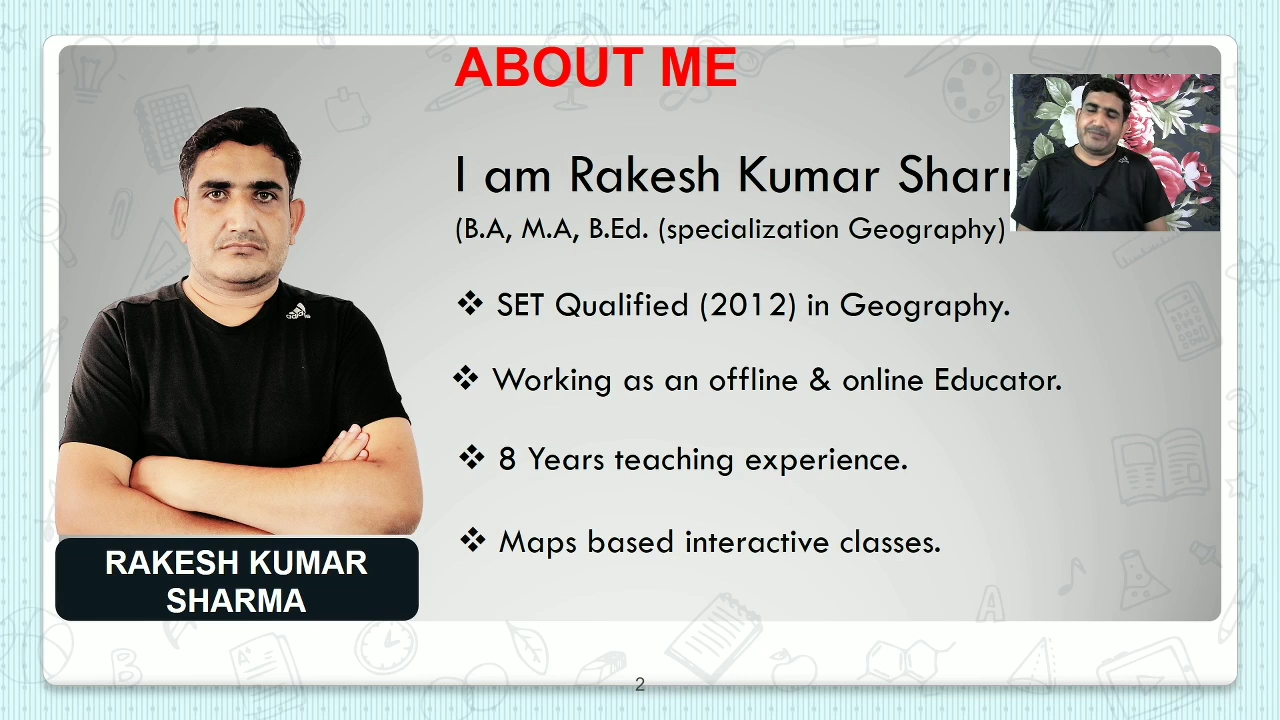 ABOUT ME
I am Rakesh Kumar
(B.A, M.A, B.Ed. (specialization Geography)
❖ SET Qualified (2012) in Geography.
❖ Working as an offline & online Educator.
❖ 8 Years teaching experience.
❖ Maps based interactive classes.
RAKESH KUMAR
SHARMA
2